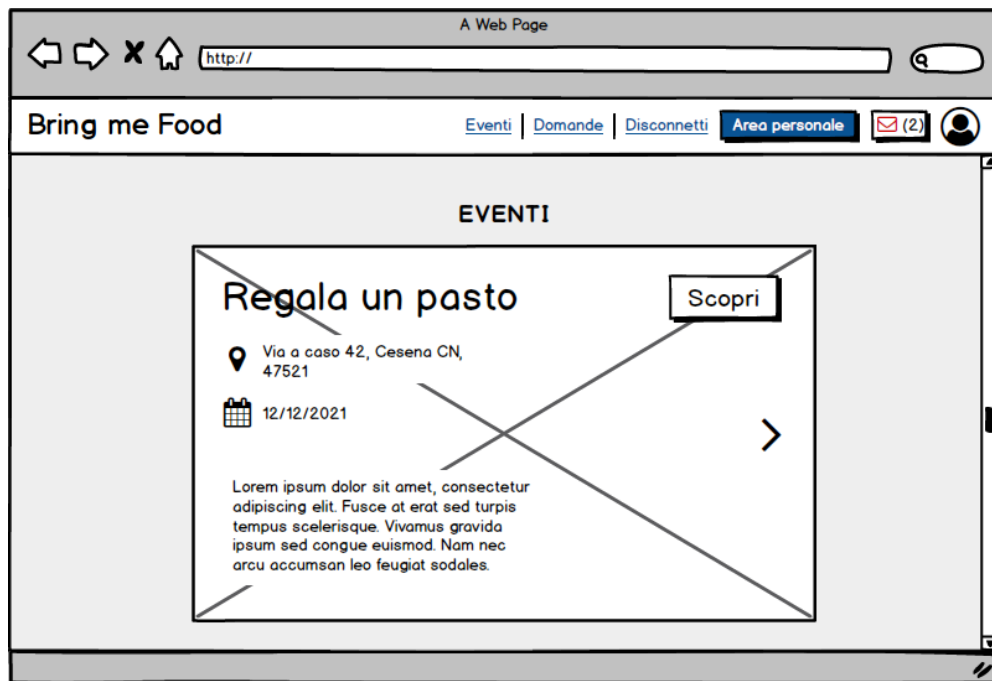 A Web Page
http://
Bring me Food
Eventi Domande Disconnetti Area personale (2)
EVENTI
Regala un pasto
Scopri
Via a caso 42, Cesena CN,
47521
12/12/2021
Lorem ipsum dolor sit amet, consectetur
adipiscing elit. Fusce at erat sed turpis
tempus scelerisque. Vivamus gravida
ipsum sed congue euismod. Nam nec
arcu accumsan leo feugiat sodales.